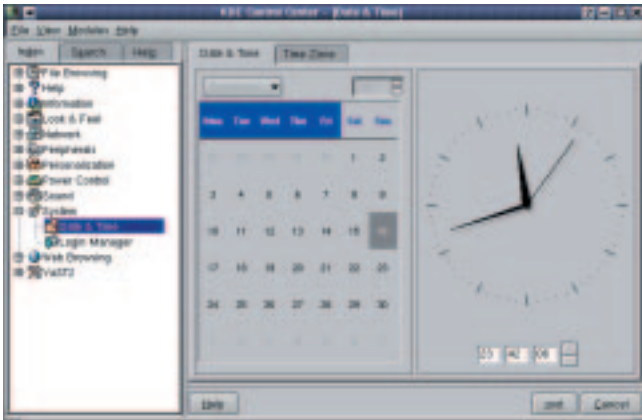 KDE Control Center - [Date & Time]
File View Modules Help
Index Search Help
File Browsing
Help
Information
Look & Feel
Network
Peripherals
Personalization
Power Control
Sound
System
Date & Time
Login Manager
Web Browsing
Date & Time Time Zone
Mon Tue Wed Thu Fri Sat Sun
1 2
3 4 5 6 7 8 9
10 11 12 13 14 15 16
17 18 19 20 21 22 23
24 25 26 27 28 29 30
23 42 06
Help Cancel